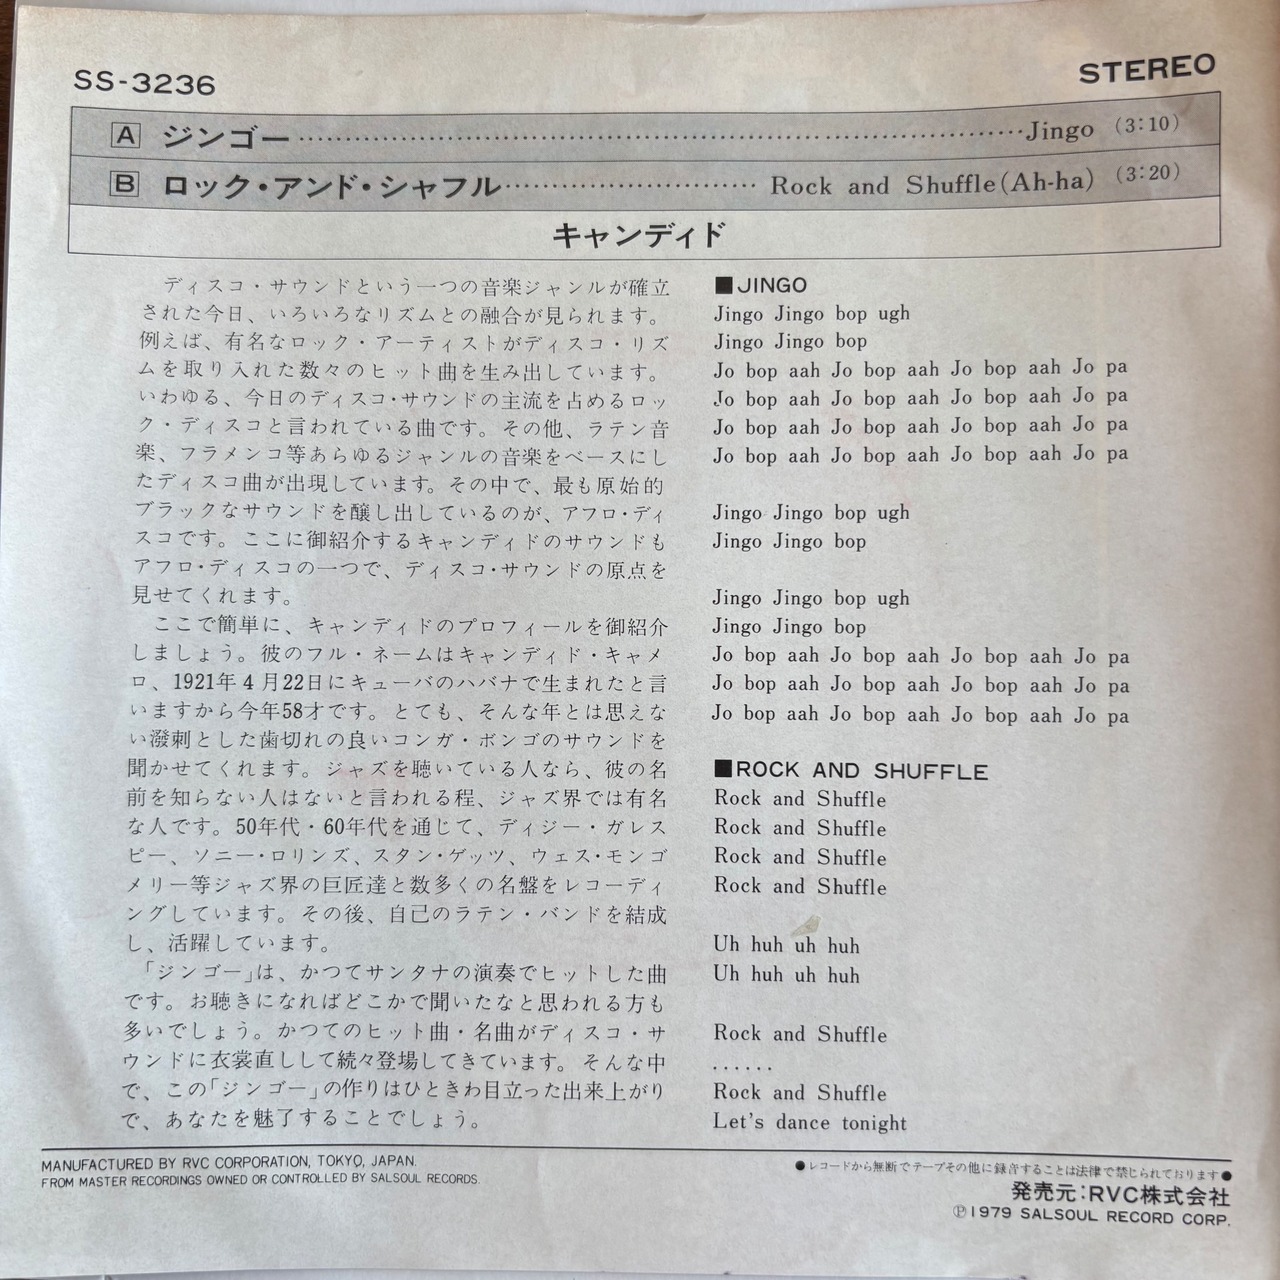 SS-3236
STEREO
A ジンゴー……………………………………………………Jingo (3:10)
B ロック・アンド・シャフル……………………Rock and Shuffle(Ah-ha) (3:20)
キャンディド
ディスコ・サウンドという一つの音楽ジャンルが確立
された今日、いろいろなリズムとの融合が見られます。
例えば、有名なロック・アーティストがディスコ・リズ
ムを取り入れた数々のヒット曲を生み出しています。
いわゆる、今日のディスコ・サウンドの主流を占めるロッ
ク・ディスコと言われている曲です。その他、ラテン音
楽、フラメンコ等あらゆるジャンルの音楽をベースにし
たディスコ曲が出現しています。その中で、最も原始的
ブラックなサウンドを醸し出しているのが、アフロ・ディ
スコです。ここに御紹介するキャンディドのサウンドも
アフロ・ディスコの一つで、ディスコ・サウンドの原点を
見せてくれます。
ここで簡単に、キャンディドのプロフィールを御紹介
しましょう。彼のフル・ネームはキャンディド・キャメ
ロ、1921年4月22日にキューバのハバナで生まれたと言
いますから今年58才です。とても、そんな年とは思えな
い潑剌とした歯切れの良いコンガ・ボンゴのサウンドを
聞かせてくれます。ジャズを聴いている人なら、彼の名
前を知らない人はないと言われる程、ジャズ界では有名
な人です。50年代・60年代を通じて、ディジー・ガレス
ピー、ソニー・ロリンズ、スタン・ゲッツ、ウェス・モンゴ
メリー等ジャズ界の巨匠達と数多くの名盤をレコーディ
ングしています。その後、自己のラテン・バンドを結成
し、活躍しています。
「ジンゴー」は、かつてサンタナの演奏でヒットした曲
です。お聴きになればどこかで聞いたなと思われる方も
多いでしょう。かつてのヒット曲・名曲がディスコ・サ
ウンドに衣裳直しして続々登場してきています。そんな中
で、この「ジンゴー」の作りはひときわ目立った出来上がり
で、あなたを魅了することでしょう。
■JINGO
Jingo Jingo bop ugh
Jingo Jingo bop
Jo bop aah Jo bop aah Jo bop aah Jo pa
Jo bop aah Jo bop aah Jo bop aah Jo pa
Jo bop aah Jo bop aah Jo bop aah Jo pa
Jo bop aah Jo bop aah Jo bop aah Jo pa
Jingo Jingo bop ugh
Jingo Jingo bop
Jingo Jingo bop ugh
Jingo Jingo bop
Jo bop aah Jo bop aah Jo bop aah Jo pa
Jo bop aah Jo bop aah Jo bop aah Jo pa
Jo bop aah Jo bop aah Jo bop aah Jo pa
■ROCK AND SHUFFLE
Rock and Shuffle
Rock and Shuffle
Rock and Shuffle
Rock and Shuffle
Uh huh uh huh
Uh huh uh huh
Rock and Shuffle
......
Rock and Shuffle
Let's dance tonight
MANUFACTURED BY RVC CORPORATION, TOKYO, JAPAN.
FROM MASTER RECORDINGS OWNED OR CONTROLLED BY SALSOUL RECORDS.
●レコードから無断でテープその他に録音することは法律で禁じられております●
発売元:RVC株式会社
Ⓟ1979 SALSOUL RECORD CORP.